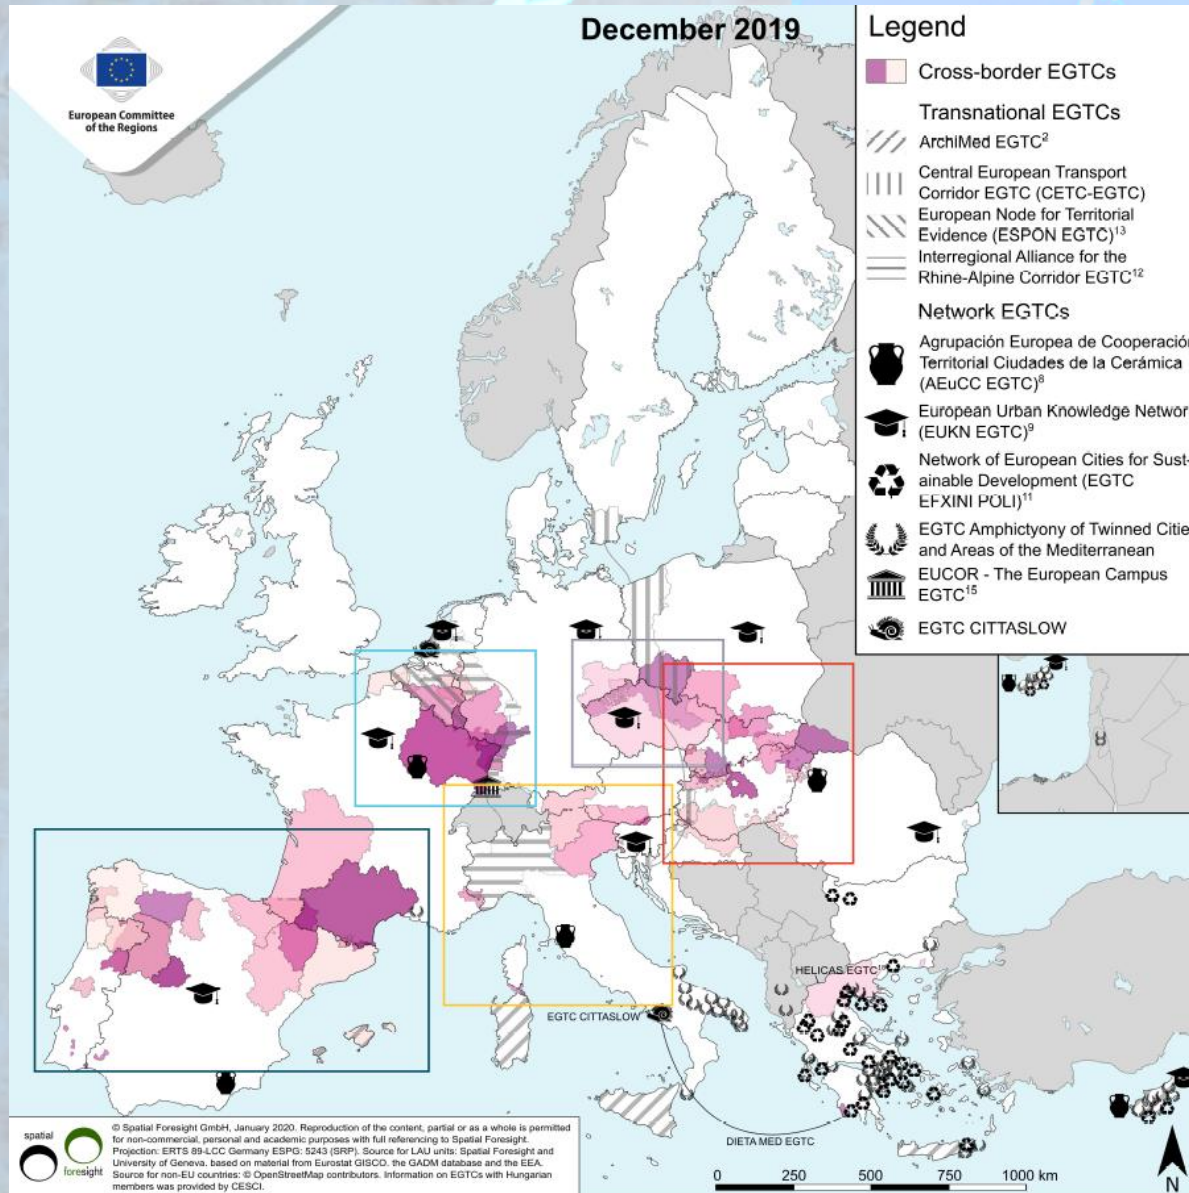 December 2019
European Committee
of the Regions
Legend
Cross-border EGTCs
Transnational EGTCs
ArchiMed EGTC²
Central European Transport
Corridor EGTC (CETC-EGTC)
European Node for Territorial
Evidence (ESPON EGTC)¹³
Interregional Alliance for the
Rhine-Alpine Corridor EGTC¹²
Network EGTCs
Agrupación Europea de Cooperación
Territorial Ciudades de la Cerámica
(AEuCC EGTC)⁸
European Urban Knowledge Networ
(EUKN EGTC)⁹
Network of European Cities for Sust-
ainable Development (EGTC
EFXINI POLI)¹¹
EGTC Amphictyony of Twinned Citie
and Areas of the Mediterranean
EUCOR - The European Campus
EGTC¹⁵
EGTC CITTASLOW
HELICAS EGTC
EGTC CITTASLOW
DIETA MED EGTC
spatial
foresight
© Spatial Foresight GmbH, January 2020. Reproduction of the content, partial or as a whole is permitted
for non-commercial, personal and academic purposes with full referencing to Spatial Foresight.
Projection: ERTS 89-LCC Germany ESPG: 5243 (SRP). Source for LAU units: Spatial Foresight and
University of Geneva. based on material from Eurostat GISCO. the GADM database and the EEA.
Source for non-EU countries: © OpenStreetMap contributors. Information on EGTCs with Hungarian
members was provided by CESCI.
0 250 500 750 1000 km
N